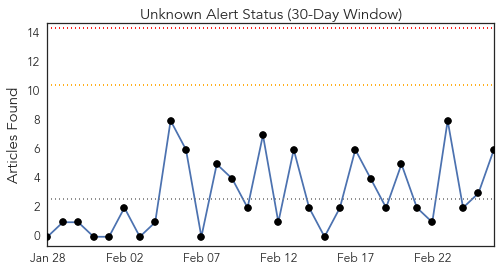 Unknown Alert Status (30-Day Window)
Articles Found
14
12
10
8
6
4
2
0
Jan 28 Feb 02 Feb 07 Feb 12 Feb 17 Feb 22